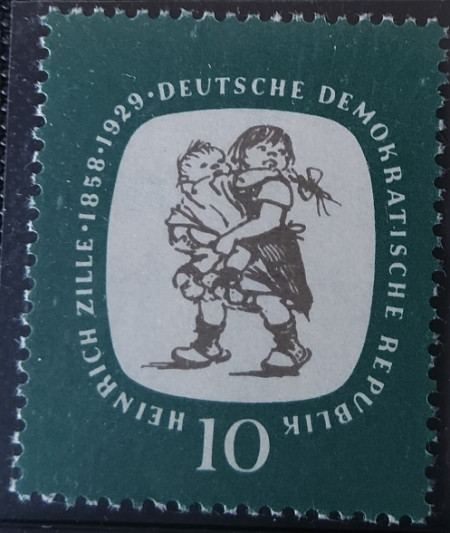 HEINRICH ZILLE · 1858 · 1929 · DEUTSCHE DEMOKRATISCHE REPUBLIK
10